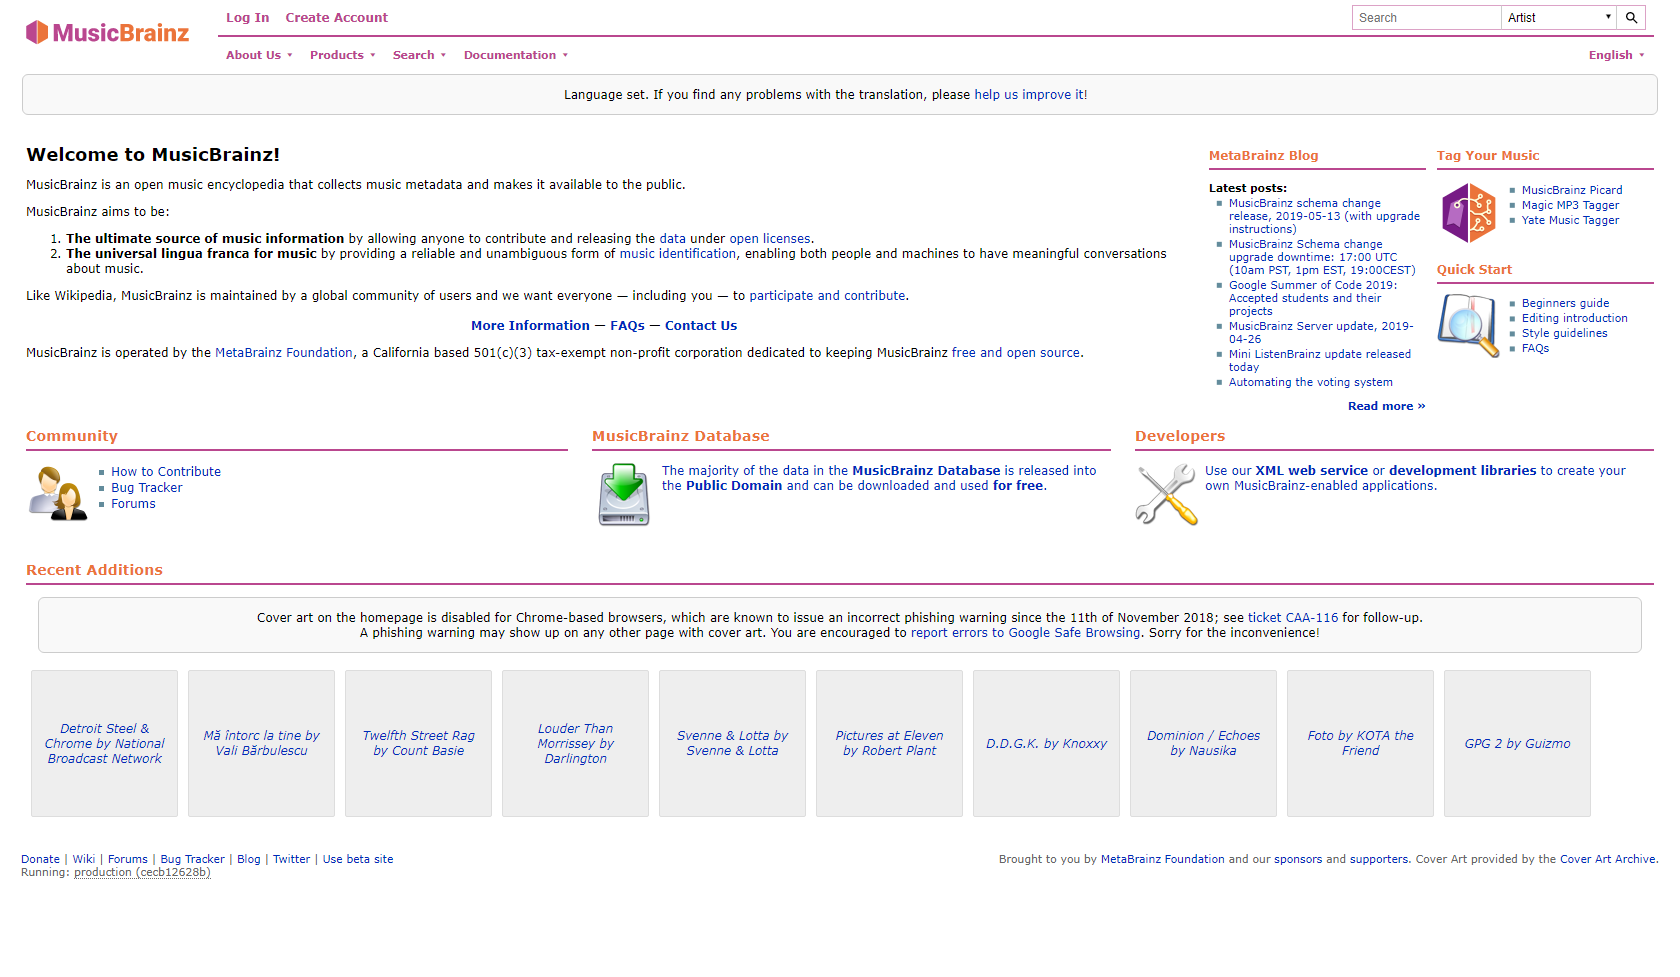 MusicBrainz
Log In Create Account
Search Artist
About Us Products Search Documentation
English
Language set. If you find any problems with the translation, please help us improve it!
Welcome to MusicBrainz!
MusicBrainz is an open music encyclopedia that collects music metadata and makes it available to the public.
MusicBrainz aims to be:
1. The ultimate source of music information by allowing anyone to contribute and releasing the data under open licenses.
2. The universal lingua franca for music by providing a reliable and unambiguous form of music identification, enabling both people and machines to have meaningful conversations
about music.
Like Wikipedia, MusicBrainz is maintained by a global community of users and we want everyone — including you — to participate and contribute.
More Information — FAQs — Contact Us
MusicBrainz is operated by the MetaBrainz Foundation, a California based 501(c)(3) tax-exempt non-profit corporation dedicated to keeping MusicBrainz free and open source.
MetaBrainz Blog
Latest posts:
MusicBrainz schema change
release, 2019-05-13 (with upgrade
instructions)
MusicBrainz Schema change
upgrade downtime: 17:00 UTC
(10am PST, 1pm EST, 19:00CEST)
Google Summer of Code 2019:
Accepted students and their
projects
MusicBrainz Server update, 2019-
04-26
Mini ListenBrainz update released
today
Automating the voting system
Read more »
Tag Your Music
MusicBrainz Picard
Magic MP3 Tagger
Yate Music Tagger
Quick Start
Beginners guide
Editing introduction
Style guidelines
FAQs
Community
How to Contribute
Bug Tracker
Forums
MusicBrainz Database
The majority of the data in the MusicBrainz Database is released into
the Public Domain and can be downloaded and used for free.
Developers
Use our XML web service or development libraries to create your
own MusicBrainz-enabled applications.
Recent Additions
Cover art on the homepage is disabled for Chrome-based browsers, which are known to issue an incorrect phishing warning since the 11th of November 2018; see ticket CAA-116 for follow-up.
A phishing warning may show up on any other page with cover art. You are encouraged to report errors to Google Safe Browsing. Sorry for the inconvenience!
Detroit Steel &
Chrome by National
Broadcast Network
Mă întorc la tine by
Vali Bărbulescu
Twelfth Street Rag
by Count Basie
Louder Than
Morrissey by
Darlington
Svenne & Lotta by
Svenne & Lotta
Pictures at Eleven
by Robert Plant
D.D.G.K. by Knoxxy
Dominion / Echoes
by Nausika
Foto by KOTA the
Friend
GPG 2 by Guizmo
Donate | Wiki | Forums | Bug Tracker | Blog | Twitter | Use beta site
Running: production (cecb12628b)
Brought to you by MetaBrainz Foundation and our sponsors and supporters. Cover Art provided by the Cover Art Archive.